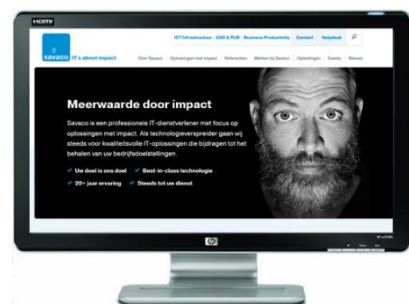 HDMI
ICT Infrastructuur - CAD & PLM - Business Productivity Contact Helpdesk
savaco IT's about impact
Over Savaco Oplossingen met impact Referenties Werken bij Savaco Opleidingen Events Nieuws
Meerwaarde door impact
Savaco is een professionele IT-dienstverlener met focus op
oplossingen met impact. Als technologieverspreider gaan wij
steeds voor kwaliteitsvolle IT-oplossingen die bijdragen tot het
behalen van uw bedrijfsdoelstellingen.
Uw doel is ons doel Best-in-class technologie
20+ jaar ervaring Steeds tot uw dienst
hp